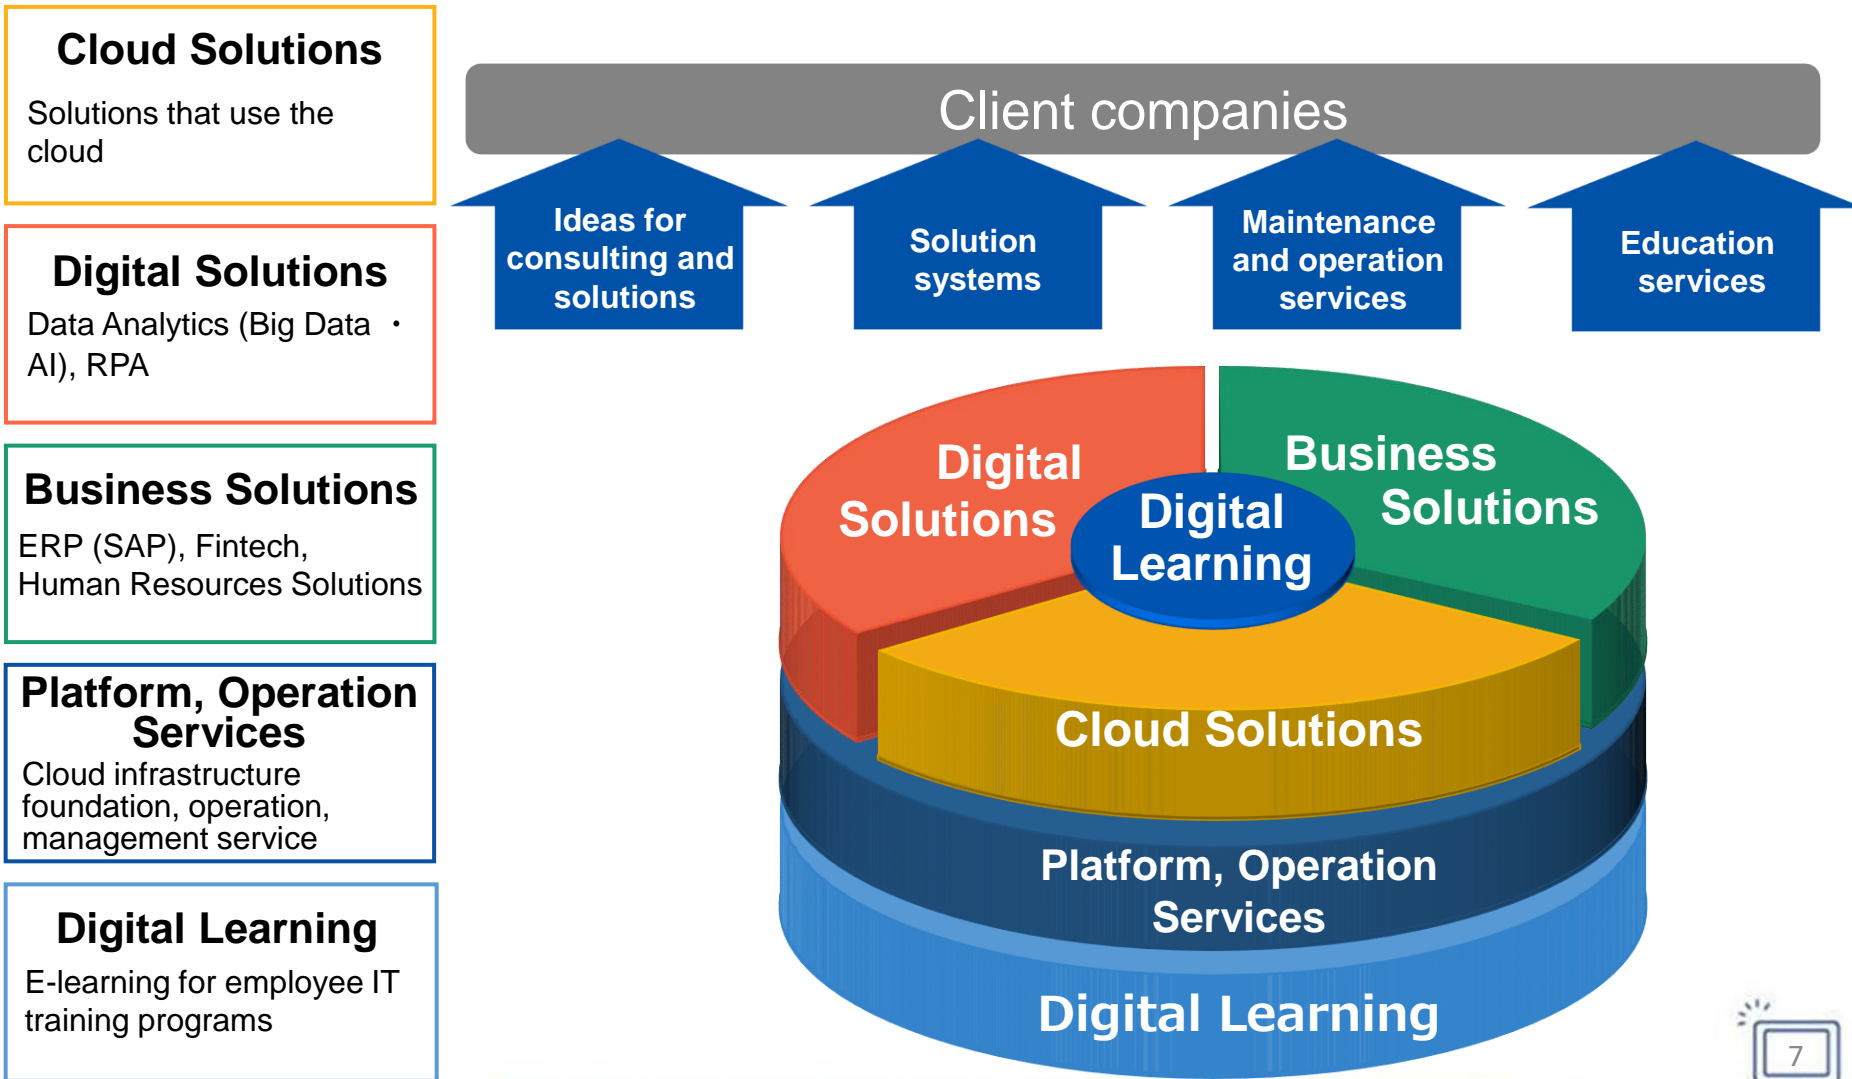 Cloud Solutions
Solutions that use the
cloud
Digital Solutions
Data Analytics (Big Data ・
AI), RPA
Business Solutions
ERP (SAP), Fintech,
Human Resources Solutions
Platform, Operation
Services
Cloud infrastructure
foundation, operation,
management service
Digital Learning
E-learning for employee IT
training programs
Client companies
Ideas for
consulting and
solutions
Solution
systems
Maintenance
and operation
services
Education
services
Digital
Solutions
Business
Solutions
Digital
Learning
Cloud Solutions
Platform, Operation
Services
Digital Learning
7